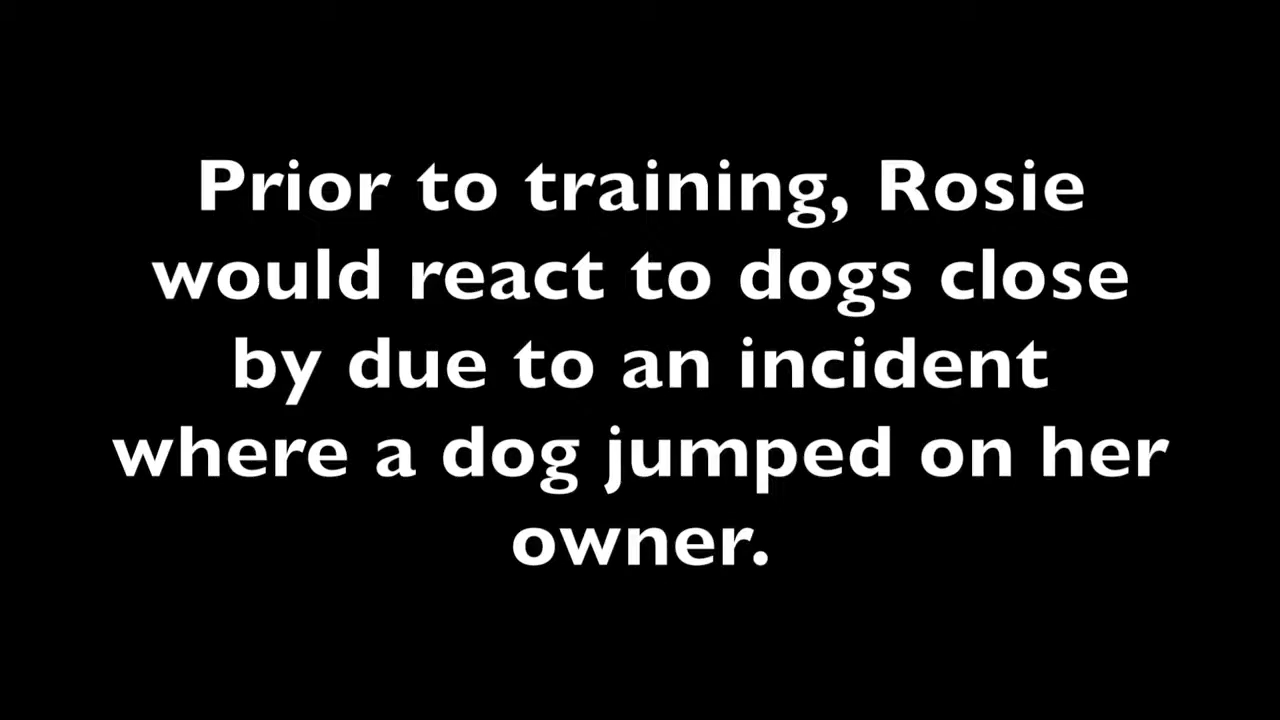 Prior to training, Rosie
would react to dogs close
by due to an incident
where a dog jumped on her
owner.